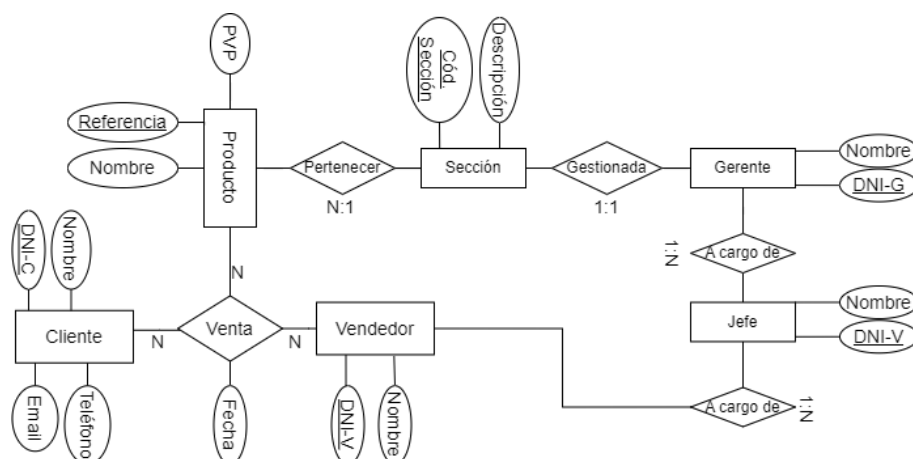 PVP
Referencia
Nombre
Producto
Pertenecer
N:1
Cód.
Sección
Descripción
Sección
Gestionada
1:1
Gerente
Nombre
DNI-G
A cargo de
1:N
Jefe
Nombre
DNI-V
A cargo de
1:N
DNI-C
Nombre
Cliente
Email
Teléfono
N
N
Venta
N
Fecha
Vendedor
DNI-V
Nombre